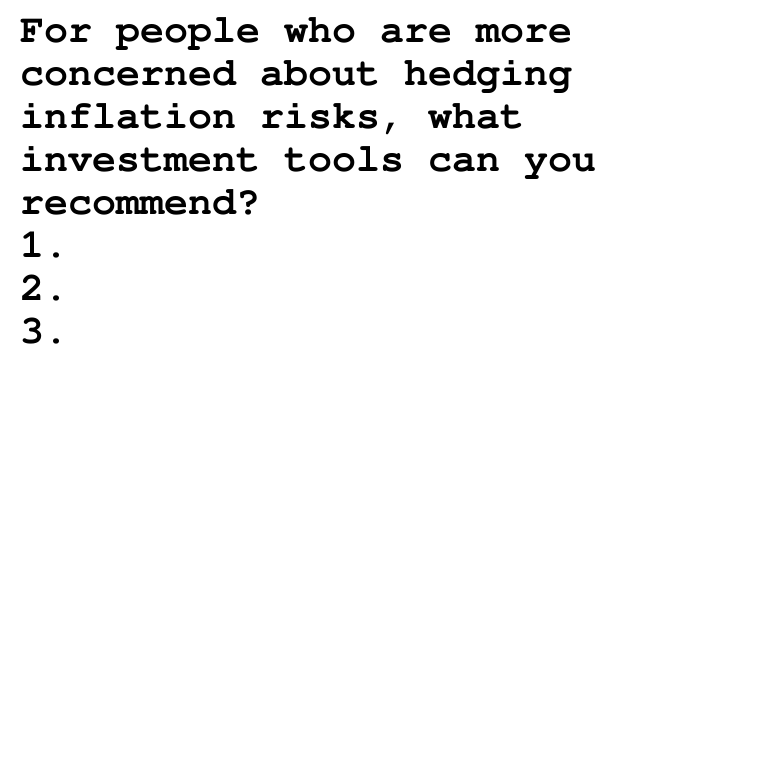 For people who are more
concerned about hedging
inflation risks, what
investment tools can you
recommend?
1.
2.
3.